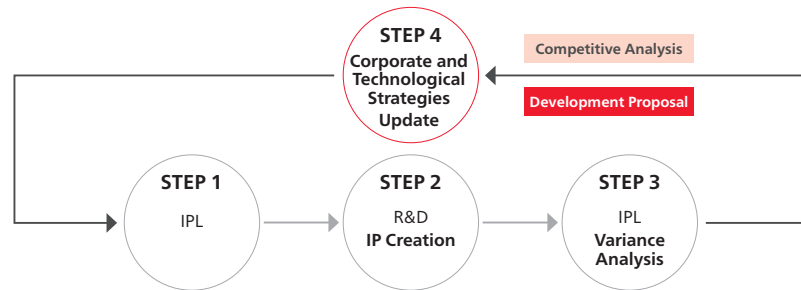 STEP 4
Corporate and
Technological
Strategies
Update
Competitive Analysis
Development Proposal
STEP 1
IPL
STEP 2
R&D
IP Creation
STEP 3
IPL
Variance
Analysis